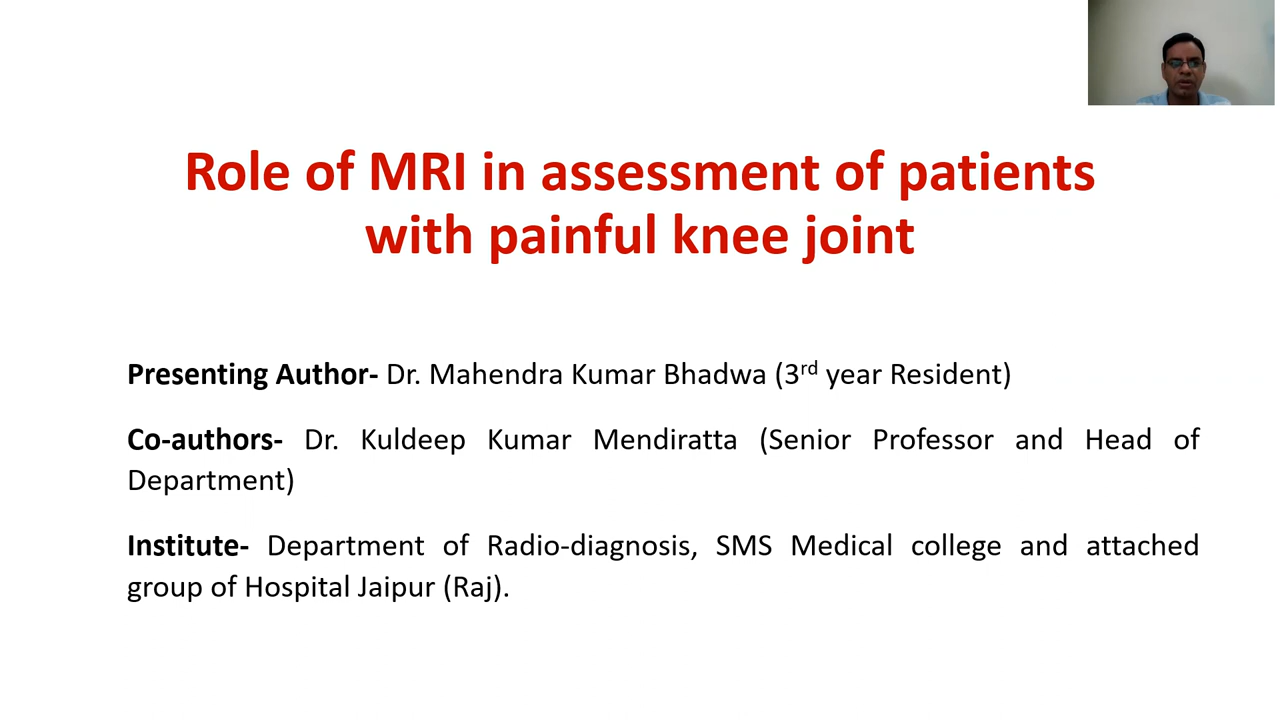 Role of MRI in assessment of patients
with painful knee joint
Presenting Author- Dr. Mahendra Kumar Bhadwa (3rd year Resident)
Co-authors- Dr. Kuldeep Kumar Mendiratta (Senior Professor and Head of
Department)
Institute- Department of Radio-diagnosis, SMS Medical college and attached
group of Hospital Jaipur (Raj).